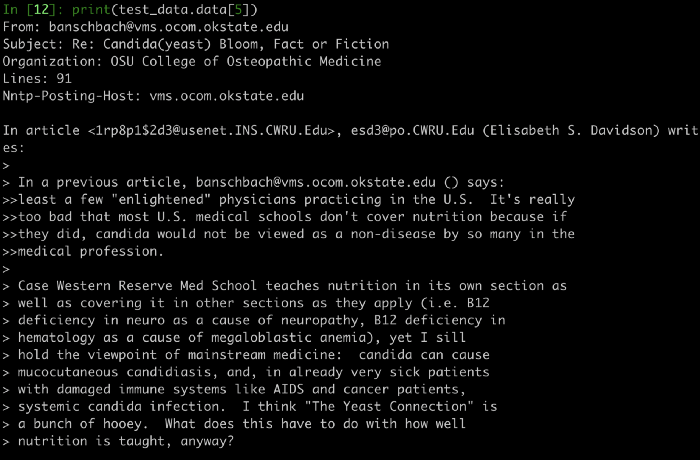 In [12]: print(test_data.data[5])
From: banschbach@vms.ocom.okstate.edu
Subject: Re: Candida(yeast) Bloom, Fact or Fiction
Organization: OSU College of Osteopathic Medicine
Lines: 91
Nntp-Posting-Host: vms.ocom.okstate.edu

In article <1rp8p1$2d3@usenet.INS.CWRU.Edu>, esd3@po.CWRU.Edu (Elisabeth S. Davidson) writ
es:
>
> In a previous article, banschbach@vms.ocom.okstate.edu () says:
>>least a few "enlightened" physicians practicing in the U.S.  It's really
>>too bad that most U.S. medical schools don't cover nutrition because if
>>they did, candida would not be viewed as a non-disease by so many in the
>>medical profession.
>
> Case Western Reserve Med School teaches nutrition in its own section as
> well as covering it in other sections as they apply (i.e. B12
> deficiency in neuro as a cause of neuropathy, B12 deficiency in
> hematology as a cause of megaloblastic anemia), yet I sill
> hold the viewpoint of mainstream medicine:  candida can cause
> mucocutaneous candidiasis, and, in already very sick patients
> with damaged immune systems like AIDS and cancer patients,
> systemic candida infection.  I think "The Yeast Connection" is
> a bunch of hooey.  What does this have to do with how well
> nutrition is taught, anyway?